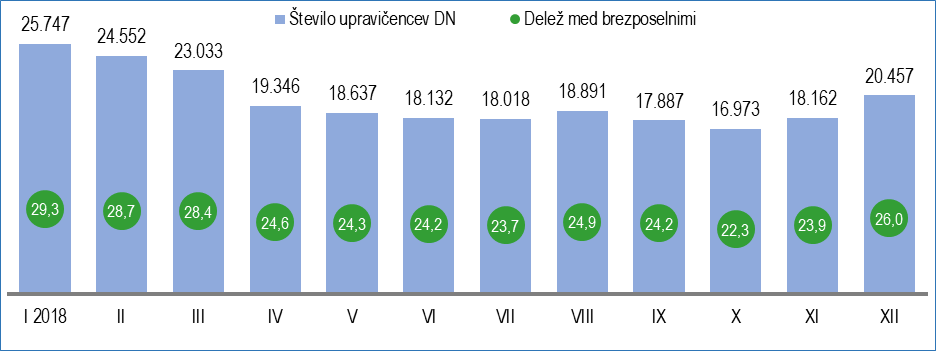 Število upravičencev DN Delež med brezposelnimi
25.747 24.552 23.033 19.346 18.637 18.132 18.018 18.891 17.887 16.973 18.162 20.457
29,3 28,7 28,4 24,6 24,3 24,2 23,7 24,9 24,2 22,3 23,9 26,0
I 2018 II III IV V VI VII VIII IX X XI XII